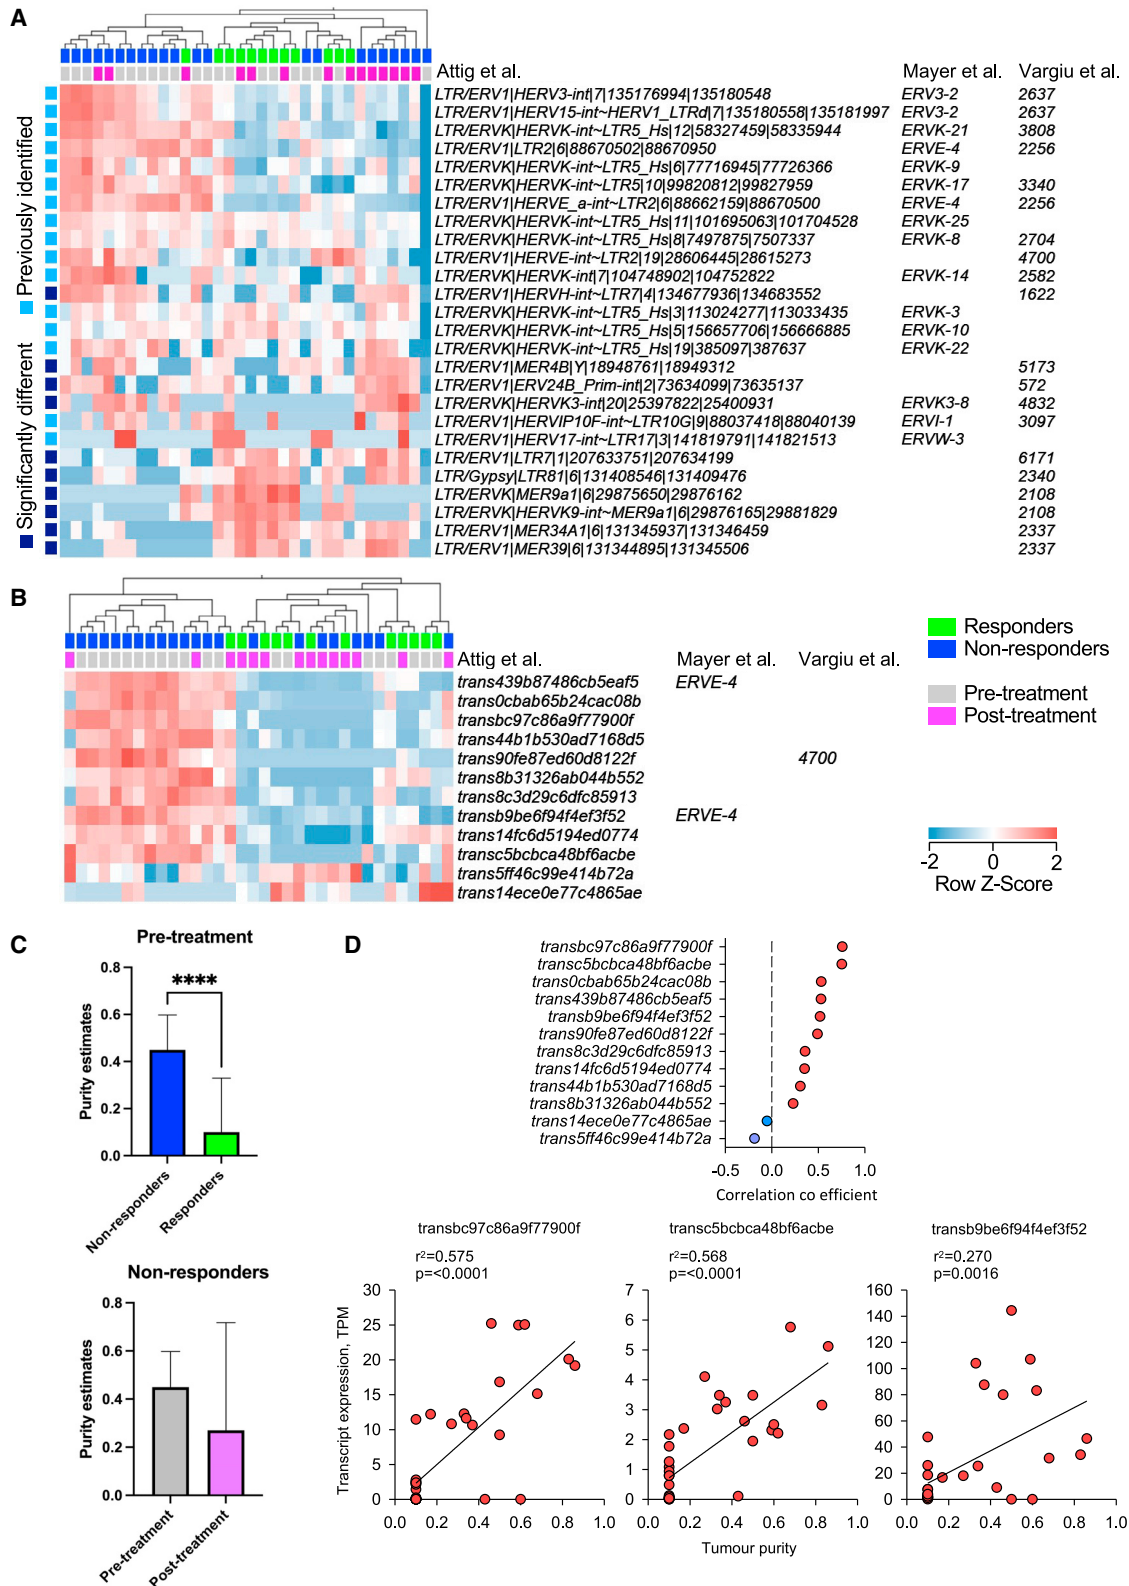 A
Attig et al. Mayer et al. Vargiu et al.
LTR/ERV1|HERV3-int|7|135176994|135180548 ERV3-2 2637
LTR/ERV1|HERV15-int~HERV1_LTRd|7|135180558|135181997 ERV3-2 2637
LTR/ERVK|HERVK-int~LTR5_Hs|12|58327459|58335944 ERVK-21 3808
LTR/ERV1|LTR2|6|88670502|88670950 ERVE-4 2256
LTR/ERVK|HERVK-int~LTR5_Hs|6|77716945|77726366 ERVK-9
LTR/ERVK|HERVK-int~LTR5|10|99820812|99827959 ERVK-17 3340
LTR/ERV1|HERVE_a-int~LTR2|6|88662159|88670500 ERVE-4 2256
LTR/ERVK|HERVK-int~LTR5_Hs|11|101695063|101704528 ERVK-25
LTR/ERVK|HERVK-int~LTR5_Hs|8|7497875|7507337 ERVK-8 2704
LTR/ERV1|HERVE-int~LTR2|19|28606445|28615273 4700
LTR/ERVK|HERVK-int|7|104748902|104752822 ERVK-14 2582
LTR/ERV1|HERVH-int~LTR7|4|134677936|134683552 1622
LTR/ERVK|HERVK-int~LTR5_Hs|3|113024277|113033435 ERVK-3
LTR/ERVK|HERVK-int~LTR5_Hs|5|156657706|156666885 ERVK-10
LTR/ERVK|HERVK-int~LTR5_Hs|19|385097|387637 ERVK-22
LTR/ERV1|MER4B|Y|18948761|18949312 5173
LTR/ERV1|ERV24B_Prim-int|2|73634099|73635137 572
LTR/ERVK|HERVK3-int|20|25397822|25400931 ERVK3-8 4832
LTR/ERV1|HERVIP10F-int~LTR10G|9|88037418|88040139 ERVI-1 3097
LTR/ERV1|HERV17-int~LTR17|3|141819791|141821513 ERVW-3
LTR/ERV1|LTR7|1|207633751|207634199 6171
LTR/Gypsy|LTR81|6|131408546|131409476 2340
LTR/ERVK|MER9a1|6|29875650|29876162 2108
LTR/ERVK|HERVK9-int~MER9a1|6|29876165|29881829 2108
LTR/ERV1|MER34A1|6|131345937|131346459 2337
LTR/ERV1|MER39|6|131344895|131345506 2337
Previously identified
Significantly different
B
Attig et al. Mayer et al. Vargiu et al.
trans439b87486cb5eaf5 ERVE-4
trans0cbab65b24cac08b
transbc97c86a9f77900f
trans44b1b530ad7168d5
trans90fe87ed60d8122f 4700
trans8b31326ab044b552
trans8c3d29c6dfc85913
transb9be6f94f4ef3f52 ERVE-4
trans14fc6d5194ed0774
transc5bcbca48bf6acbe
trans5ff46c99e414b72a
trans14ece0e77c4865ae
Responders
Non-responders
Pre-treatment
Post-treatment
-2 0 2
Row Z-Score
C
Pre-treatment
****
0.8
0.6
0.4
0.2
0.0
Purity estimates
Non-responders
Responders
Non-responders
0.8
0.6
0.4
0.2
0.0
Purity estimates
Pre-treatment
Post-treatment
D
transbc97c86a9f77900f
transc5bcbca48bf6acbe
trans0cbab65b24cac08b
trans439b87486cb5eaf5
transb9be6f94f4ef3f52
trans90fe87ed60d8122f
trans8c3d29c6dfc85913
trans14fc6d5194ed0774
trans44b1b530ad7168d5
trans8b31326ab044b552
trans14ece0e77c4865ae
trans5ff46c99e414b72a
-0.5 0.0 0.5 1.0
Correlation co efficient
transbc97c86a9f77900f
r²=0.575
p=<0.0001
30
25
20
15
10
5
0
Transcript expression, TPM
0.0 0.2 0.4 0.6 0.8 1.0
transc5bcbca48bf6acbe
r²=0.568
p=<0.0001
7
6
5
4
3
2
1
0
0.0 0.2 0.4 0.6 0.8 1.0
Tumour purity
transb9be6f94f4ef3f52
r²=0.270
p=0.0016
160
140
120
100
80
60
40
20
0
0.0 0.2 0.4 0.6 0.8 1.0